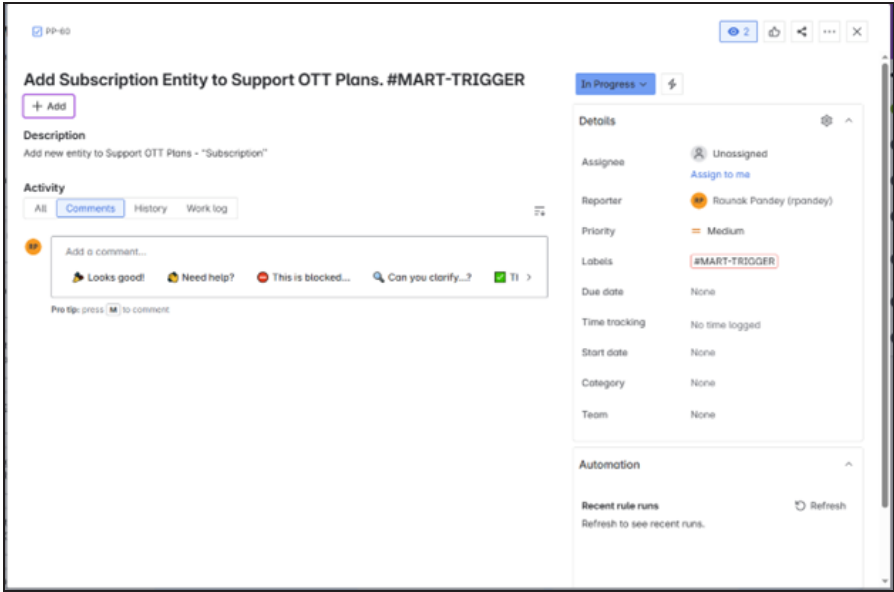 PP-60
2
Add Subscription Entity to Support OTT Plans. #MART-TRIGGER
+ Add
Description
Add new entity to Support OTT Plans - "Subscription"
Activity
All Comments History Work log
RP
Add a comment...
Looks good! Need help? This is blocked... Can you clarify...? TI
Pro tip: press M to comment
In Progress
Details
Assignee Unassigned
Assign to me
Reporter RP Raunak Pandey (rpandey)
Priority Medium
Labels #MART-TRIGGER
Due date None
Time tracking No time logged
Start date None
Category None
Team None
Automation
Recent rule runs Refresh
Refresh to see recent runs.